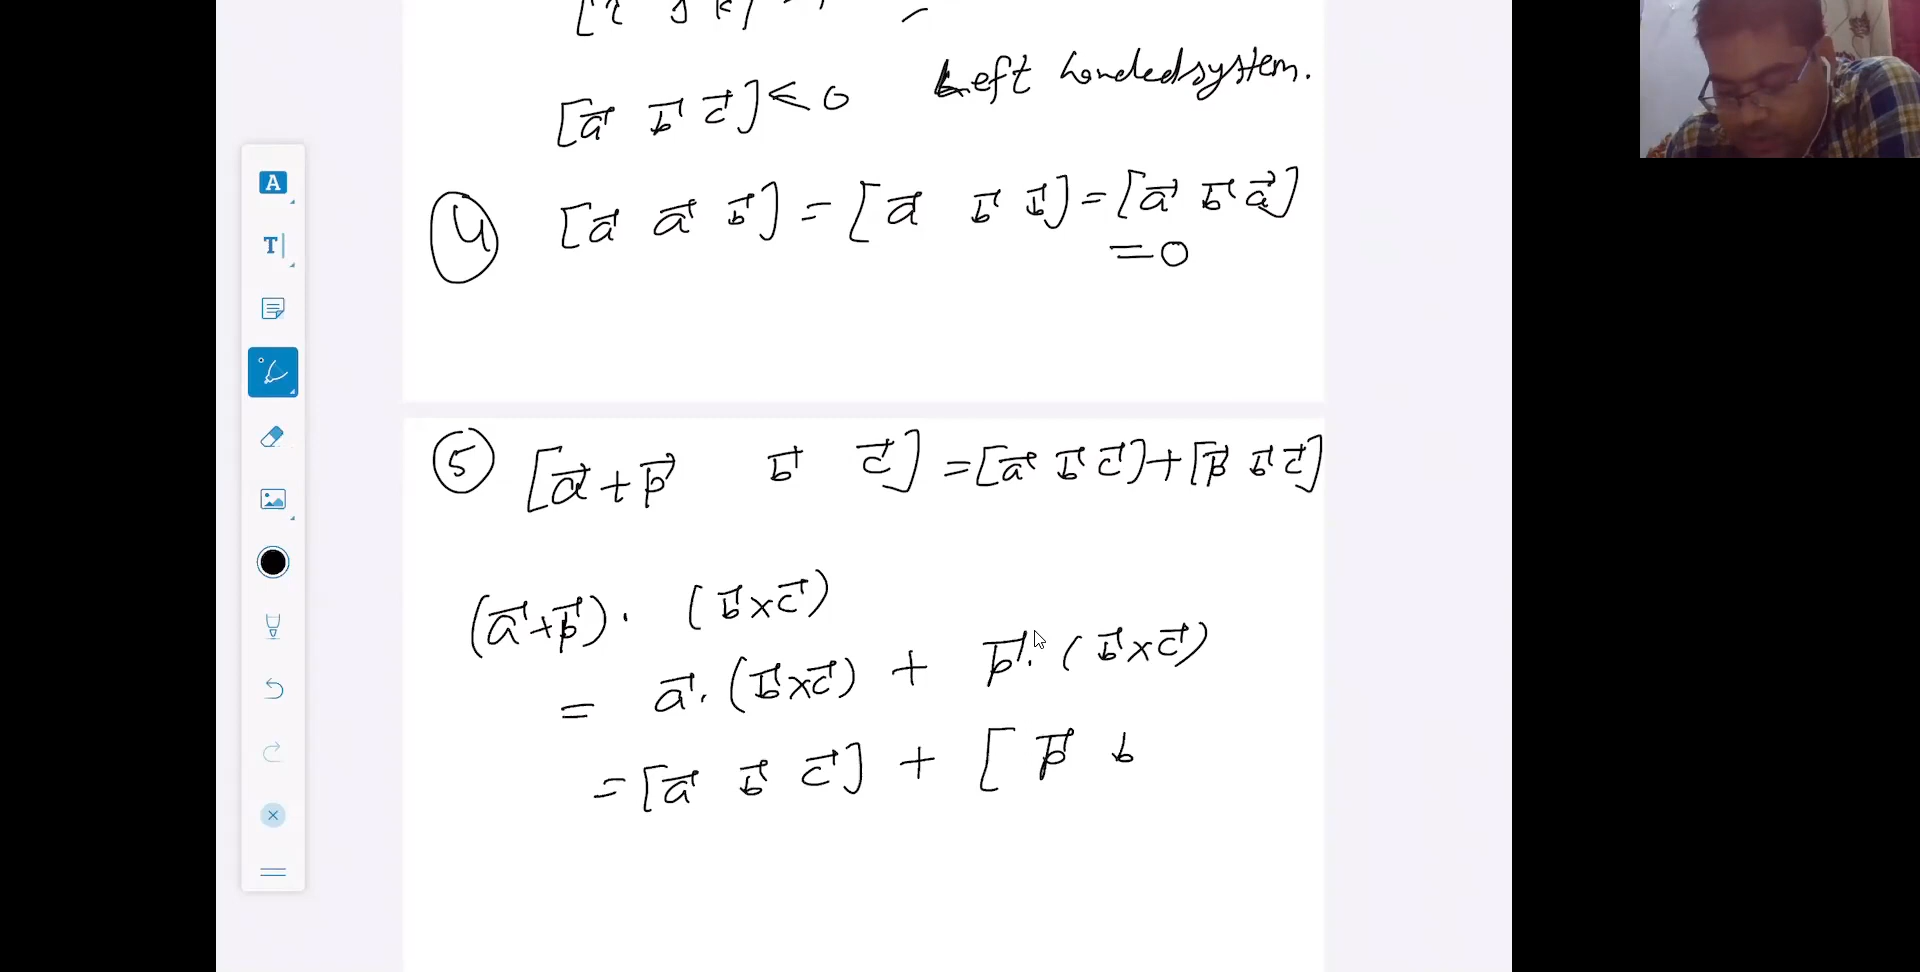 [a⃗ b⃗ c⃗] < 0 Left handed system.
④ [a⃗ a⃗ b⃗] = [a⃗ b⃗ b⃗] = [a⃗ b⃗ a⃗]
= 0
⑤ [a⃗+p⃗ b⃗ c⃗] = [a⃗ b⃗ c⃗] + [p⃗ b⃗ c⃗]
(a⃗+p⃗) · (b⃗×c⃗)
= a⃗ · (b⃗×c⃗) + p⃗ · (b⃗×c⃗)
= [a⃗ b⃗ c⃗] + [p⃗ b
A
T